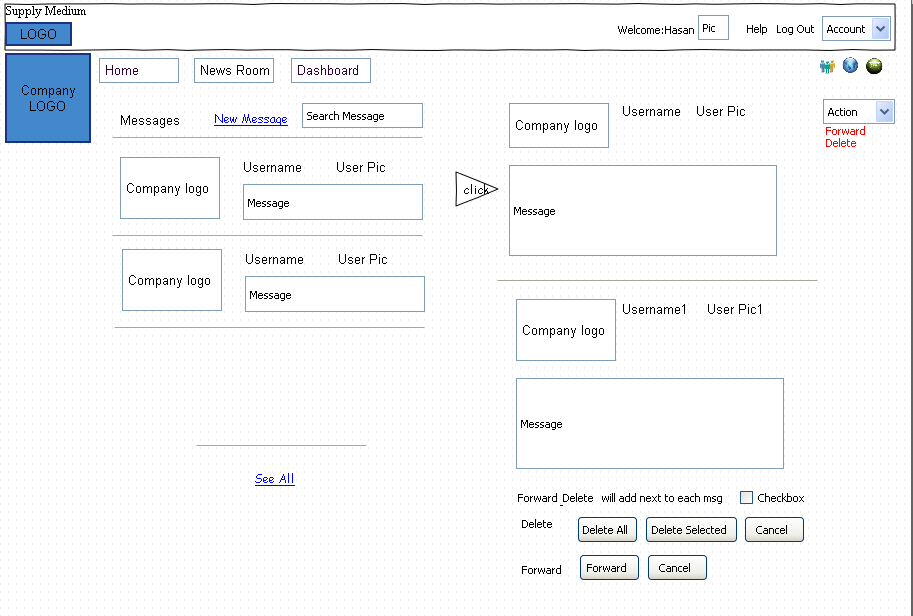 Supply Medium
LOGO
Welcome:Hasan Pic Help Log Out Account
Company
LOGO
Home News Room Dashboard
Messages New Message Search Message
Company logo Username User Pic
Message
Company logo Username User Pic
Message
See All
click
Company logo Username User Pic
Action
Forward
Delete
Message
Company logo Username1 User Pic1
Message
Forward_Delete will add next to each msg Checkbox
Delete Delete All Delete Selected Cancel
Forward Forward Cancel